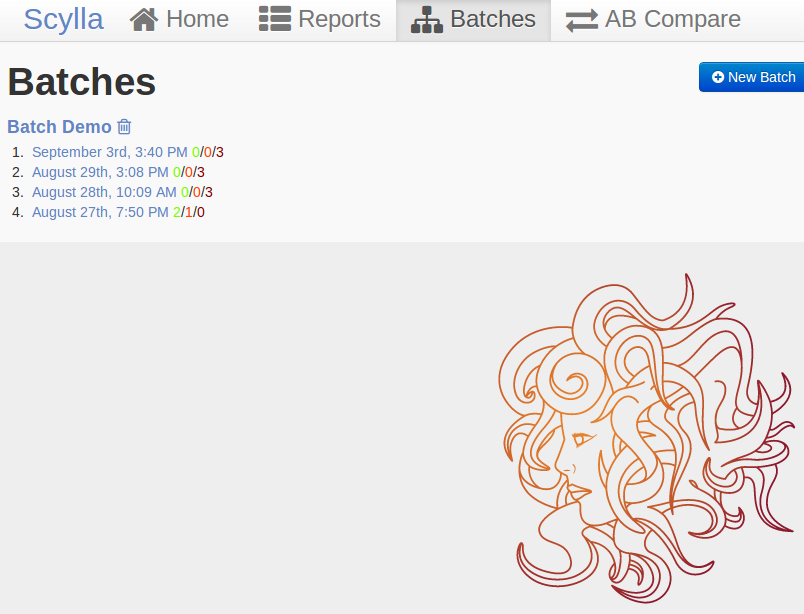 Scylla Home Reports Batches AB Compare
Batches
New Batch
Batch Demo
1. September 3rd, 3:40 PM 0/0/3
2. August 29th, 3:08 PM 0/0/3
3. August 28th, 10:09 AM 0/0/3
4. August 27th, 7:50 PM 2/1/0